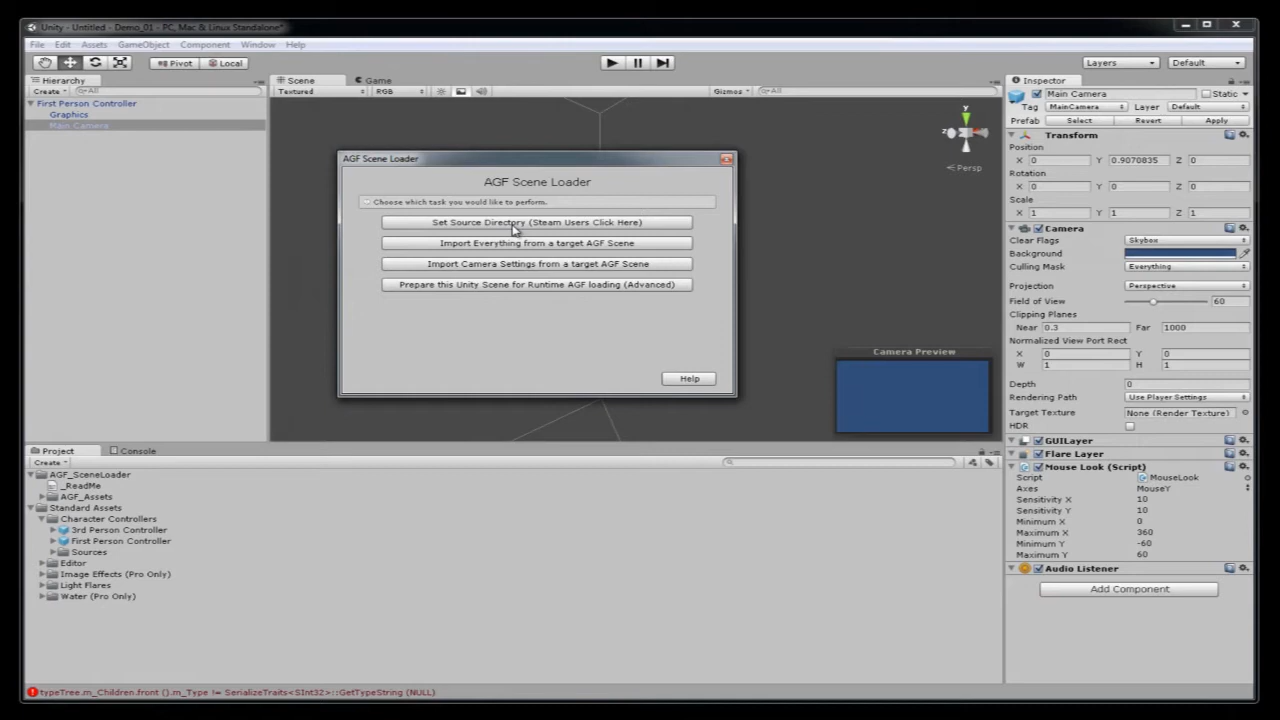 Unity - Untitled - Demo_01 - PC, Mac & Linux Standalone*
File Edit Assets GameObject Component Window Help
Pivot Local Layers Default
Hierarchy
Create All
First Person Controller
Graphics
Main Camera
Scene Game
Textured RGB Gizmos All
y
Persp
AGF Scene Loader
AGF Scene Loader
Choose which task you would like to perform.
Set Source Directory (Steam Users Click Here)
Import Everything from a target AGF Scene
Import Camera Settings from a target AGF Scene
Prepare this Unity Scene for Runtime AGF loading (Advanced)
Help
Camera Preview
Inspector
Main Camera Static
Tag MainCamera Layer Default
Prefab Select Revert Apply
Transform
Position
X 0 Y 0.9070835 Z 0
Rotation
X 0 Y 0 Z 0
Scale
X 1 Y 1 Z 1
Camera
Clear Flags Skybox
Background
Culling Mask Everything
Projection Perspective
Field of View 60
Clipping Planes
Near 0.3 Far 1000
Normalized View Port Rect
X 0 Y 0
W 1 H 1
Depth 0
Rendering Path Use Player Settings
Target Texture None (Render Texture)
HDR
GUILayer
Flare Layer
Mouse Look (Script)
Script MouseLook
Axes MouseY
Sensitivity X 10
Sensitivity Y 10
Minimum X 0
Maximum X 360
Minimum Y -60
Maximum Y 60
Audio Listener
Add Component
Project Console
Create
AGF_SceneLoader
_ReadMe
AGF_Assets
Standard Assets
Character Controllers
3rd Person Controller
First Person Controller
Sources
Editor
Image Effects (Pro Only)
Light Flares
Water (Pro Only)
typeTree.m_Children.front ().m_Type != SerializeTraits<SInt32>::GetTypeString (NULL)